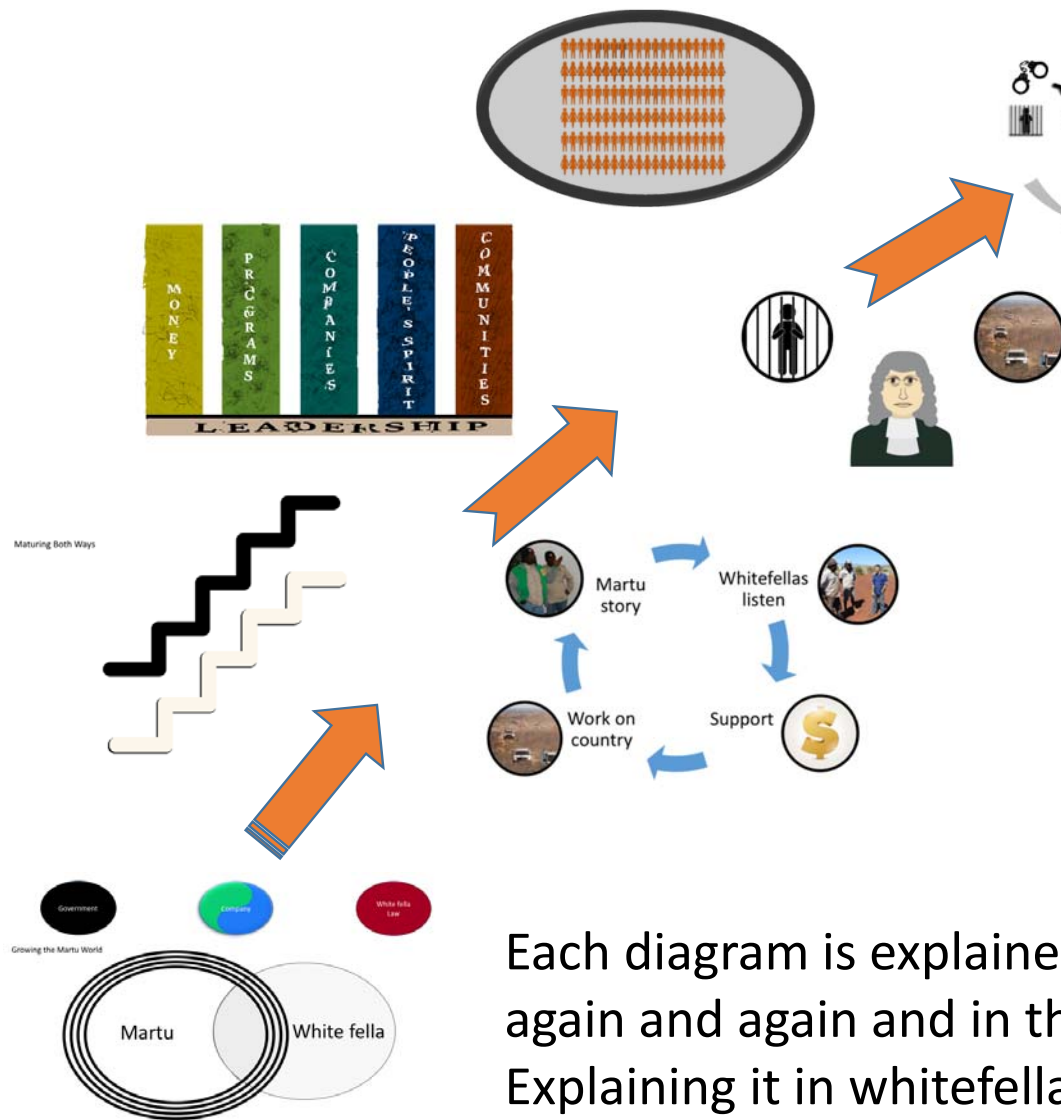 MONEY
PROGRAMS
COMPANIES
PEOPLE'S SPIRIT
COMMUNITIES
LEADERSHIP
Maturing Both Ways
Martu
story
Whitefellas
listen
Work on
country
Support
$
Government
Company
White fella
Law
Growing the Martu World
Martu
White fella
Each diagram is explaine
again and again and in th
Explaining it in whitefella